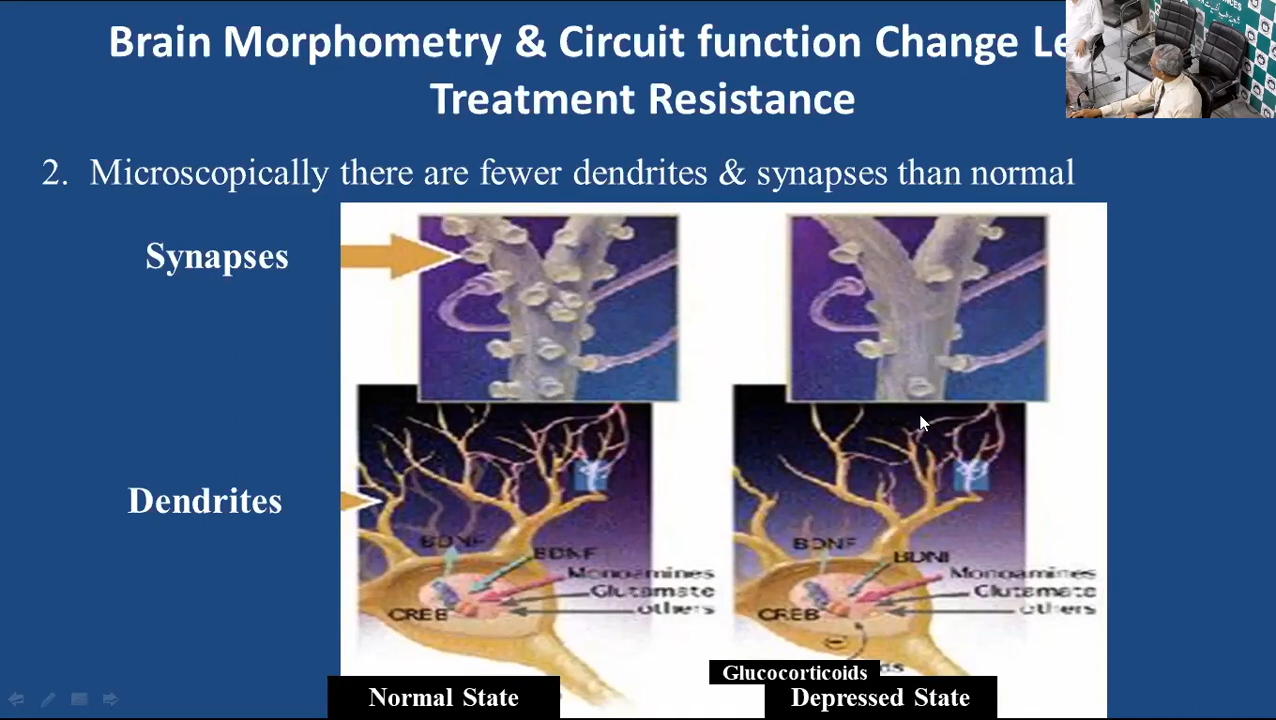 Brain Morphometry & Circuit function Change Le
Treatment Resistance
2. Microscopically there are fewer dendrites & synapses than normal
Synapses
Dendrites
BDNF
BDNF
Monoamines
Glutamate
others
CREB
BDNF
BDNF
Monoamines
Glutamate
others
CREB
Glucocorticoids
Normal State
Depressed State